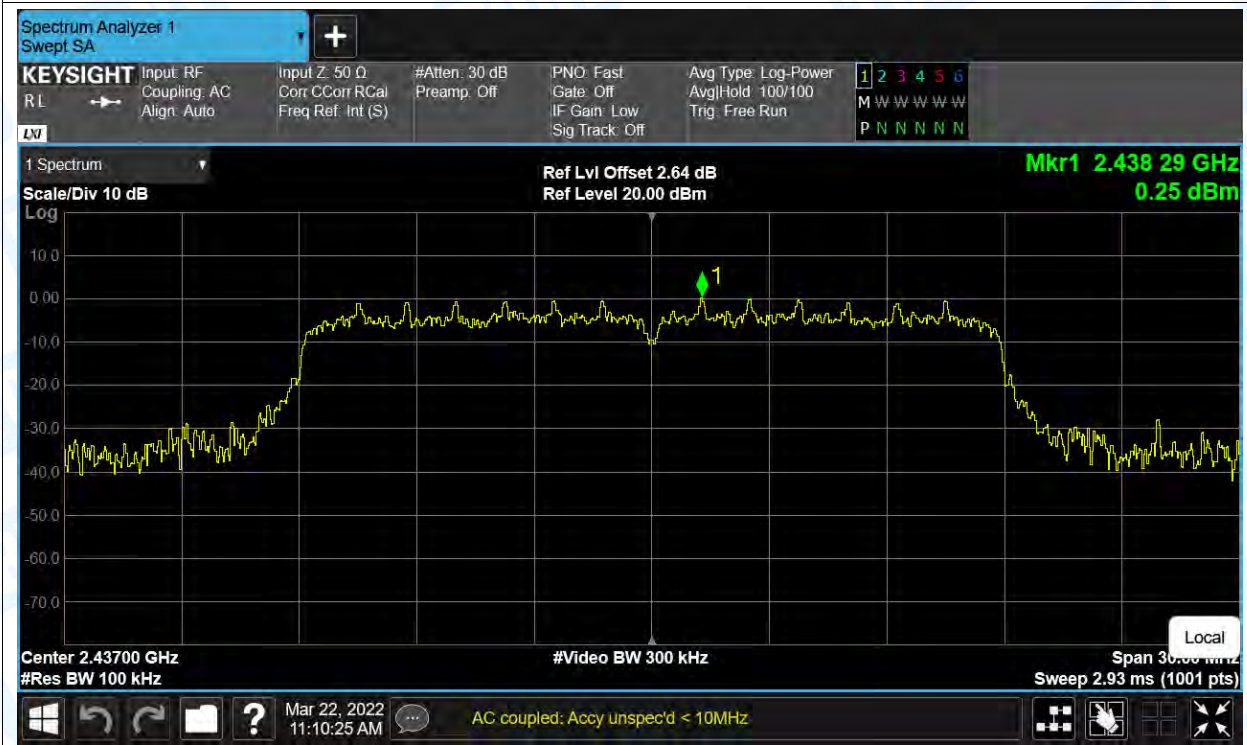 Spectrum Analyzer 1
Swept SA
+
KEYSIGHT
R L
LXI
Input: RF
Coupling: AC
Align: Auto
Input Z: 50 Ω
Corr CCorr RCal
Freq Ref: Int (S)
#Atten: 30 dB
Preamp: Off
PNO: Fast
Gate: Off
IF Gain: Low
Sig Track: Off
Avg Type: Log-Power
Avg|Hold: 100/100
Trig: Free Run
1 2 3 4 5 6
M W W W W W
P N N N N N
1 Spectrum
Scale/Div 10 dB
Log
Ref Lvl Offset 2.64 dB
Ref Level 20.00 dBm
Mkr1 2.438 29 GHz
0.25 dBm
1
10.0
0.00
-10.0
-20.0
-30.0
-40.0
-50.0
-60.0
-70.0
Local
Center 2.43700 GHz
#Res BW 100 kHz
#Video BW 300 kHz
Span 30.00 MHz
Sweep 2.93 ms (1001 pts)
?
Mar 22, 2022
11:10:25 AM
AC coupled: Accy unspec'd < 10MHz